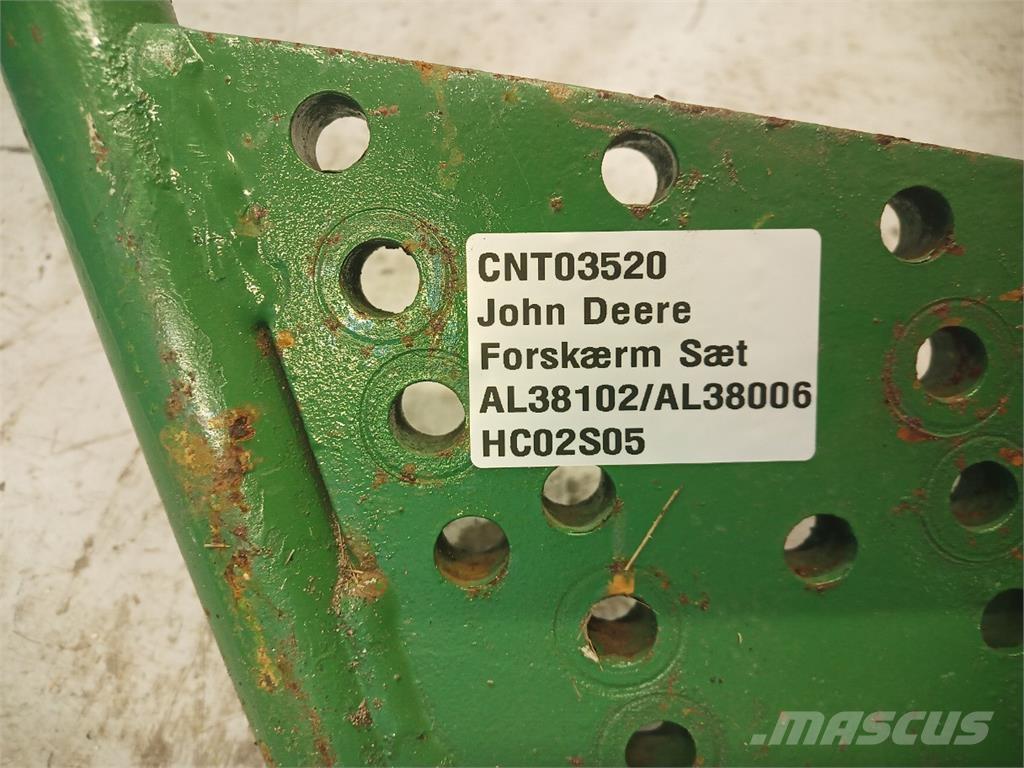 CNT03520
John Deere
Forskærm Sæt
AL38102/AL38006
HC02S05
MASCUS